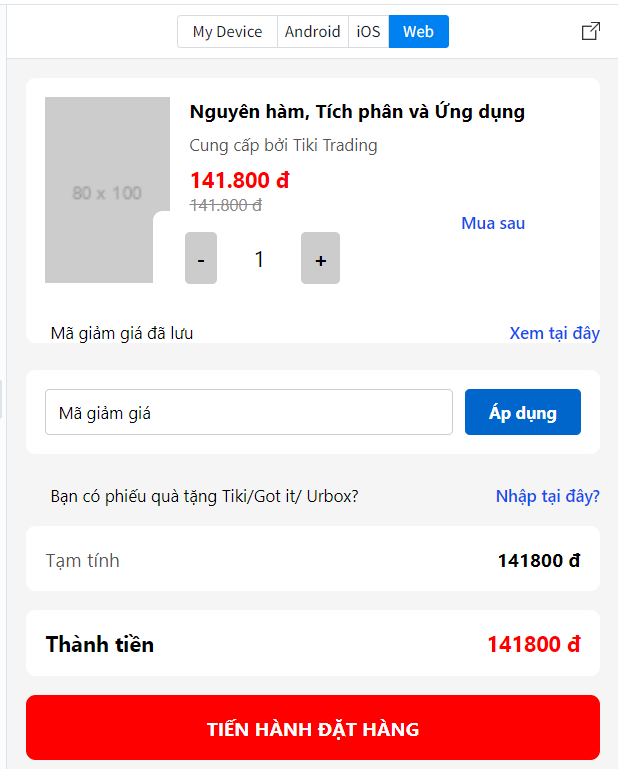 My Device Android iOS Web
Nguyên hàm, Tích phân và Ứng dụng
Cung cấp bởi Tiki Trading
80 x 100
141.800 đ
141.800 đ
Mua sau
- 1 +
Mã giảm giá đã lưu Xem tại đây
Mã giảm giá Áp dụng
Bạn có phiếu quà tặng Tiki/Got it/ Urbox? Nhập tại đây?
Tạm tính 141800 đ
Thành tiền 141800 đ
TIẾN HÀNH ĐẶT HÀNG